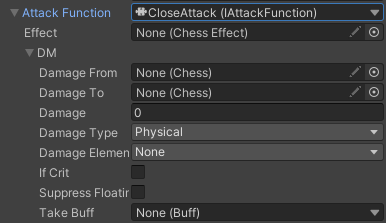 Attack Function CloseAttack (IAttackFunction)
Effect None (Chess Effect)
DM
Damage From None (Chess)
Damage To None (Chess)
Damage 0
Damage Type Physical
Damage Elemen None
If Crit
Suppress Floatir
Take Buff None (Buff)